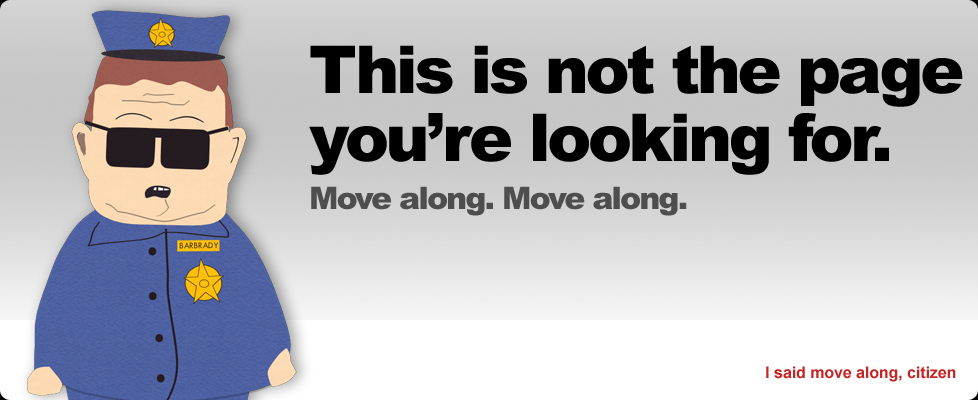 This is not the page
you’re looking for.
Move along. Move along.
BARBRADY
I said move along, citizen